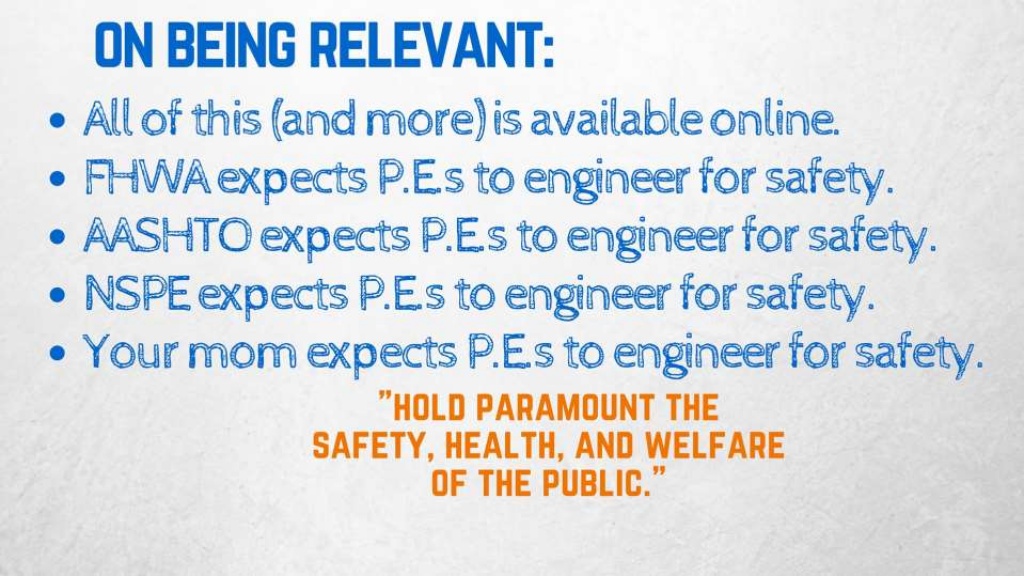 ON BEING RELEVANT:
• All of this (and more) is available online.
• FHWA expects P.E.s to engineer for safety.
• AASHTO expects P.E.s to engineer for safety.
• NSPE expects P.E.s to engineer for safety.
• Your mom expects P.E.s to engineer for safety.
"HOLD PARAMOUNT THE
SAFETY, HEALTH, AND WELFARE
OF THE PUBLIC."